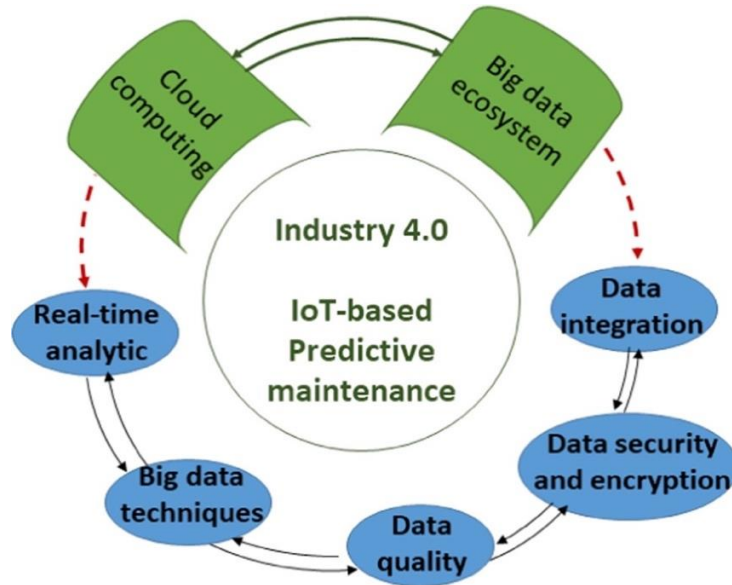 Cloud
computing
Big data
ecosystem
Industry 4.0
IoT-based
Predictive
maintenance
Real-time
analytic
Data
integration
Big data
techniques
Data security
and encryption
Data
quality